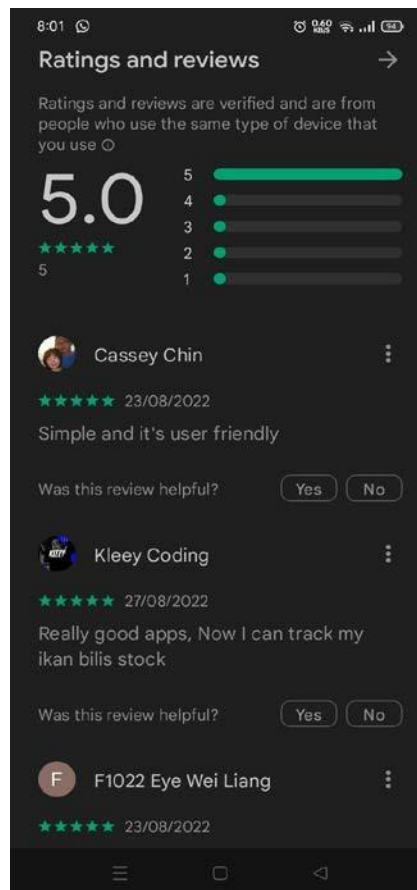 8:01 0.60 KB/S 94
Ratings and reviews
Ratings and reviews are verified and are from
people who use the same type of device that
you use
5.0
5
5
4
3
2
1
Cassey Chin
23/08/2022
Simple and it's user friendly
Was this review helpful? Yes No
Kleey Coding
27/08/2022
Really good apps, Now I can track my
ikan bilis stock
Was this review helpful? Yes No
F F1022 Eye Wei Liang
23/08/2022